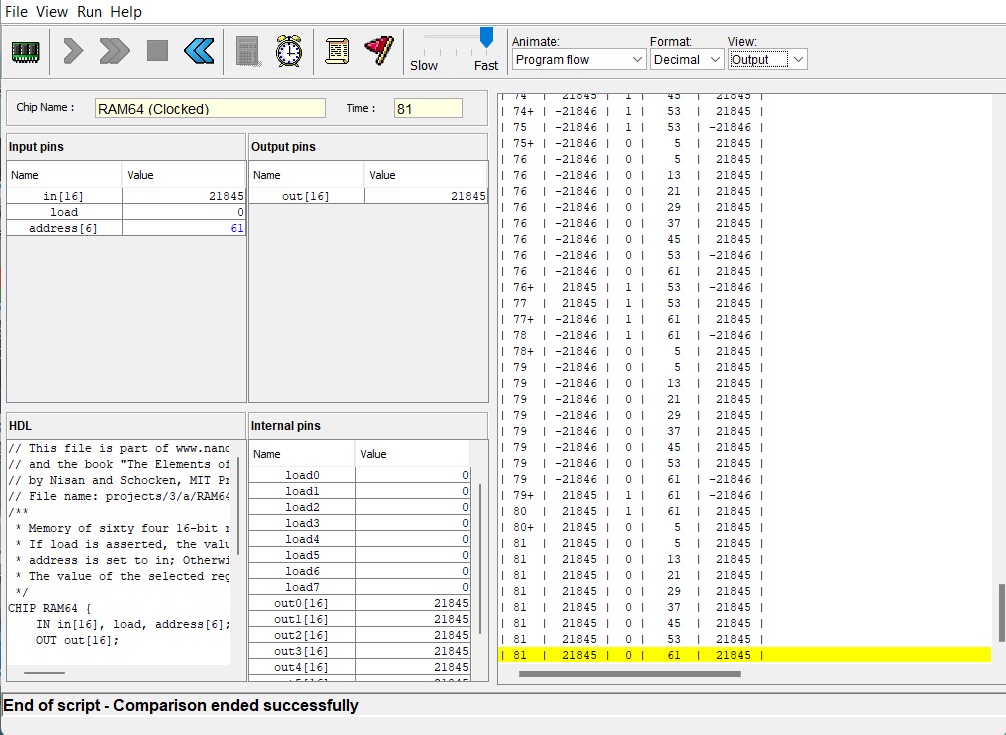 File View Run Help
Slow Fast
Animate:
Program flow
Format:
Decimal
View:
Output
Chip Name : RAM64 (Clocked) Time : 81
Input pins
Name Value
in[16] 21845
load 0
address[6] 61
Output pins
Name Value
out[16] 21845
HDL
// This file is part of www.nand
// and the book "The Elements of
// by Nisan and Schocken, MIT Pr
// File name: projects/3/a/RAM64
/**
* Memory of sixty four 16-bit r
* If load is asserted, the valu
* address is set to in; Otherwi
* The value of the selected reg
*/
CHIP RAM64 {
IN in[16], load, address[6];
OUT out[16];
Internal pins
Name Value
load0 0
load1 0
load2 0
load3 0
load4 0
load5 0
load6 0
load7 0
out0[16] 21845
out1[16] 21845
out2[16] 21845
out3[16] 21845
out4[16] 21845
| 74 | 21845 | 1 | 45 | 21845 |
| 74+ | -21846 | 1 | 53 | 21845 |
| 75 | -21846 | 1 | 53 | -21846 |
| 75+ | -21846 | 0 | 5 | 21845 |
| 76 | -21846 | 0 | 5 | 21845 |
| 76 | -21846 | 0 | 13 | 21845 |
| 76 | -21846 | 0 | 21 | 21845 |
| 76 | -21846 | 0 | 29 | 21845 |
| 76 | -21846 | 0 | 37 | 21845 |
| 76 | -21846 | 0 | 45 | 21845 |
| 76 | -21846 | 0 | 53 | -21846 |
| 76 | -21846 | 0 | 61 | 21845 |
| 76+ | 21845 | 1 | 53 | -21846 |
| 77 | 21845 | 1 | 53 | 21845 |
| 77+ | -21846 | 1 | 61 | 21845 |
| 78 | -21846 | 1 | 61 | -21846 |
| 78+ | -21846 | 0 | 5 | 21845 |
| 79 | -21846 | 0 | 5 | 21845 |
| 79 | -21846 | 0 | 13 | 21845 |
| 79 | -21846 | 0 | 21 | 21845 |
| 79 | -21846 | 0 | 29 | 21845 |
| 79 | -21846 | 0 | 37 | 21845 |
| 79 | -21846 | 0 | 45 | 21845 |
| 79 | -21846 | 0 | 53 | 21845 |
| 79 | -21846 | 0 | 61 | -21846 |
| 79+ | 21845 | 1 | 61 | -21846 |
| 80 | 21845 | 1 | 61 | 21845 |
| 80+ | 21845 | 0 | 5 | 21845 |
| 81 | 21845 | 0 | 5 | 21845 |
| 81 | 21845 | 0 | 13 | 21845 |
| 81 | 21845 | 0 | 21 | 21845 |
| 81 | 21845 | 0 | 29 | 21845 |
| 81 | 21845 | 0 | 37 | 21845 |
| 81 | 21845 | 0 | 45 | 21845 |
| 81 | 21845 | 0 | 53 | 21845 |
| 81 | 21845 | 0 | 61 | 21845 |
End of script - Comparison ended successfully